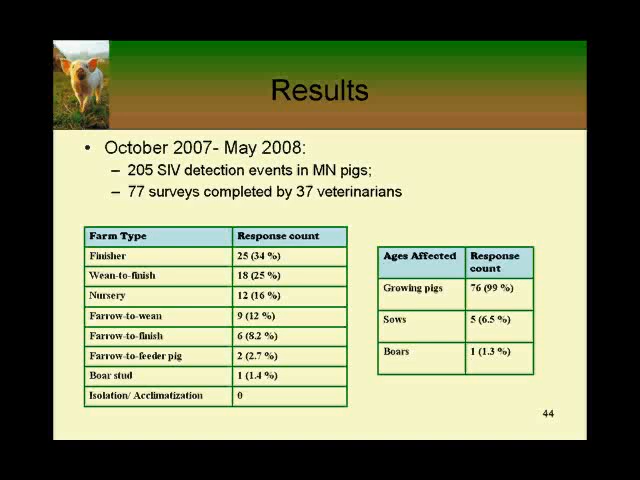 Results
• October 2007- May 2008:
– 205 SIV detection events in MN pigs;
– 77 surveys completed by 37 veterinarians
Farm Type Response count
Finisher 25 (34 %)
Wean-to-finish 18 (25 %)
Nursery 12 (16 %)
Farrow-to-wean 9 (12 %)
Farrow-to-finish 6 (8.2 %)
Farrow-to-feeder pig 2 (2.7 %)
Boar stud 1 (1.4 %)
Isolation/ Acclimatization 0
Ages Affected Response
count
Growing pigs 76 (99 %)
Sows 5 (6.5 %)
Boars 1 (1.3 %)
44